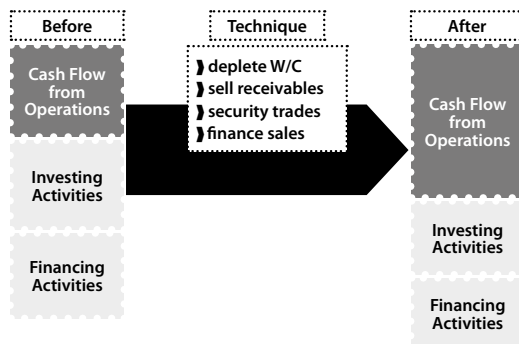 Before
Technique
After
Cash Flow
from
Operations
Investing
Activities
Financing
Activities
deplete W/C
sell receivables
security trades
finance sales
Cash Flow
from
Operations
Investing
Activities
Financing
Activities